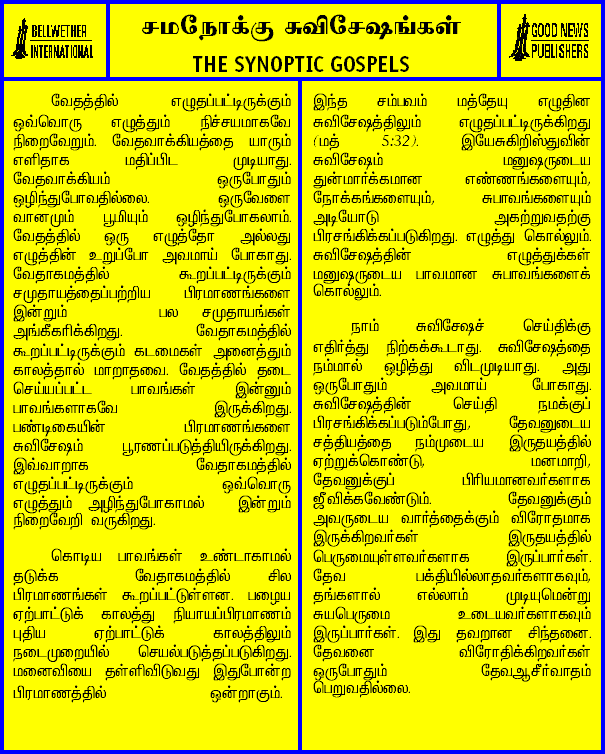 BELLWETHER
INTERNATIONAL
சமநோக்கு சுவிசேஷங்கள்
THE SYNOPTIC GOSPELS
GOOD NEWS
PUBLISHERS
வேதத்தில் எழுதப்பட்டிருக்கும்
ஒவ்வொரு எழுத்தும் நிச்சயமாகவே
நிறைவேறும். வேதவாக்கியத்தை யாரும்
எளிதாக மதிப்பிட முடியாது.
வேதவாக்கியம் ஒருபோதும்
ஒழிந்துபோவதில்லை. ஒருவேளை
வானமும் பூமியும் ஒழிந்துபோகலாம்.
வேதத்தில் ஒரு எழுத்தோ அல்லது
எழுத்தின் உறுப்போ அவமாய் போகாது.
வேதாகமத்தில் கூறப்பட்டிருக்கும்
சமுதாயத்தைப்பற்றிய பிரமாணங்களை
இன்றும் பல சமுதாயங்கள்
அங்கீகரிக்கிறது. வேதாகமத்தில்
கூறப்பட்டிருக்கும் கடமைகள் அனைத்தும்
காலத்தால் மாறாதவை. வேதத்தில் தடை
செய்யப்பட்ட பாவங்கள் இன்னும்
பாவங்களாகவே இருக்கிறது.
பண்டிகையின் பிரமாணங்களை
சுவிசேஷம் பூரணப்படுத்தியிருக்கிறது.
இவ்வாறாக வேதாகமத்தில்
எழுதப்பட்டிருக்கும் ஒவ்வொரு
எழுத்தும் அழிந்துபோகாமல் இன்றும்
நிறைவேறி வருகிறது.
கொடிய பாவங்கள் உண்டாகாமல்
தடுக்க வேதாகமத்தில் சில
பிரமாணங்கள் கூறப்பட்டுள்ளன. பழைய
ஏற்பாட்டுக் காலத்து நியாயப்பிரமாணம்
புதிய ஏற்பாட்டுக் காலத்திலும்
நடைமுறையில் செயல்படுத்தப்படுகிறது.
மனைவியை தள்ளிவிடுவது இதுபோன்ற
பிரமாணத்தில் ஒன்றாகும்.
இந்த சம்பவம் மத்தேயு எழுதின
சுவிசேஷத்திலும் எழுதப்பட்டிருக்கிறது
(மத் 5:32). இயேசுகிறிஸ்துவின்
சுவிசேஷம் மனுஷருடைய
துன்மார்க்கமான எண்ணங்களையும்,
நோக்கங்களையும், சுபாவங்களையும்
அடியோடு அகற்றுவதற்கு
பிரசங்கிக்கப்படுகிறது. எழுத்து கொல்லும்.
சுவிசேஷத்தின் எழுத்துக்கள்
மனுஷருடைய பாவமான சுபாவங்களைக்
கொல்லும்.
நாம் சுவிசேஷச் செய்திக்கு
எதிர்த்து நிற்கக்கூடாது. சுவிசேஷத்தை
நம்மால் ஒழித்து விடமுடியாது. அது
ஒருபோதும் அவமாய் போகாது.
சுவிசேஷத்தின் செய்தி நமக்குப்
பிரசங்கிக்கப்படும்போது, தேவனுடைய
சத்தியத்தை நம்முடைய இருதயத்தில்
ஏற்றுக்கொண்டு, மனமாறி,
தேவனுக்குப் பிரியமானவர்களாக
ஜீவிக்கவேண்டும். தேவனுக்கும்
அவருடைய வார்த்தைக்கும் விரோதமாக
இருக்கிறவர்கள் இருதயத்தில்
பெருமையுள்ளவர்களாக இருப்பார்கள்.
தேவ பக்தியில்லாதவர்களாகவும்,
தங்களால் எல்லாம் முடியுமென்று
சுயபெருமை உடையவர்களாகவும்
இருப்பார்கள். இது தவறான சிந்தனை.
தேவனை விரோதிக்கிறவர்கள்
ஒருபோதும் தேவஆசீர்வாதம்
பெறுவதில்லை.